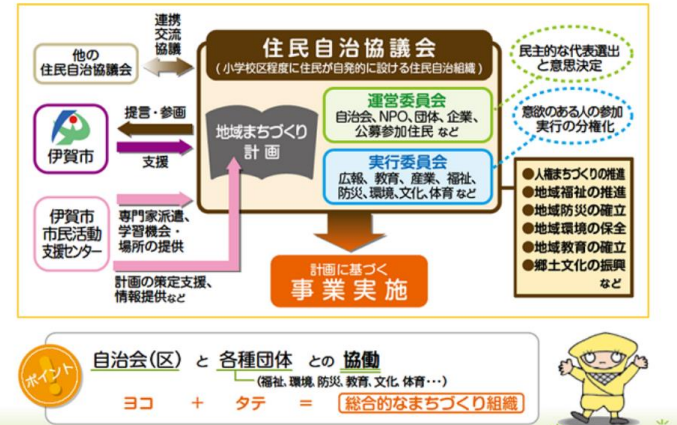 連携
交流
協議
他の
住民自治協議会
住民自治協議会
(小学校区程度に住民が自発的に設ける住民自治組織)
民主的な代表選出
と意思決定
運営委員会
自治会、NPO、団体、企業、
公募参加住民 など
地域まちづくり
計画
提言・参画
伊賀市
支援
意欲のある人の参加
実行の分権化
実行委員会
広報、教育、産業、福祉、
防災、環境、文化、体育 など
●人権まちづくりの推進
●地域福祉の推進
●地域防災の確立
●地域環境の保全
●地域教育の確立
●郷土文化の振興
など
伊賀市
市民活動
支援センター
専門家派遣、
学習機会・
場所の提供
計画の策定支援、
情報提供など
計画に基づく
事業実施
ポイント
自治会(区) と 各種団体 との 協働
(福祉、環境、防災、教育、文化、体育・・・)
ヨコ + タテ = 総合的なまちづくり組織